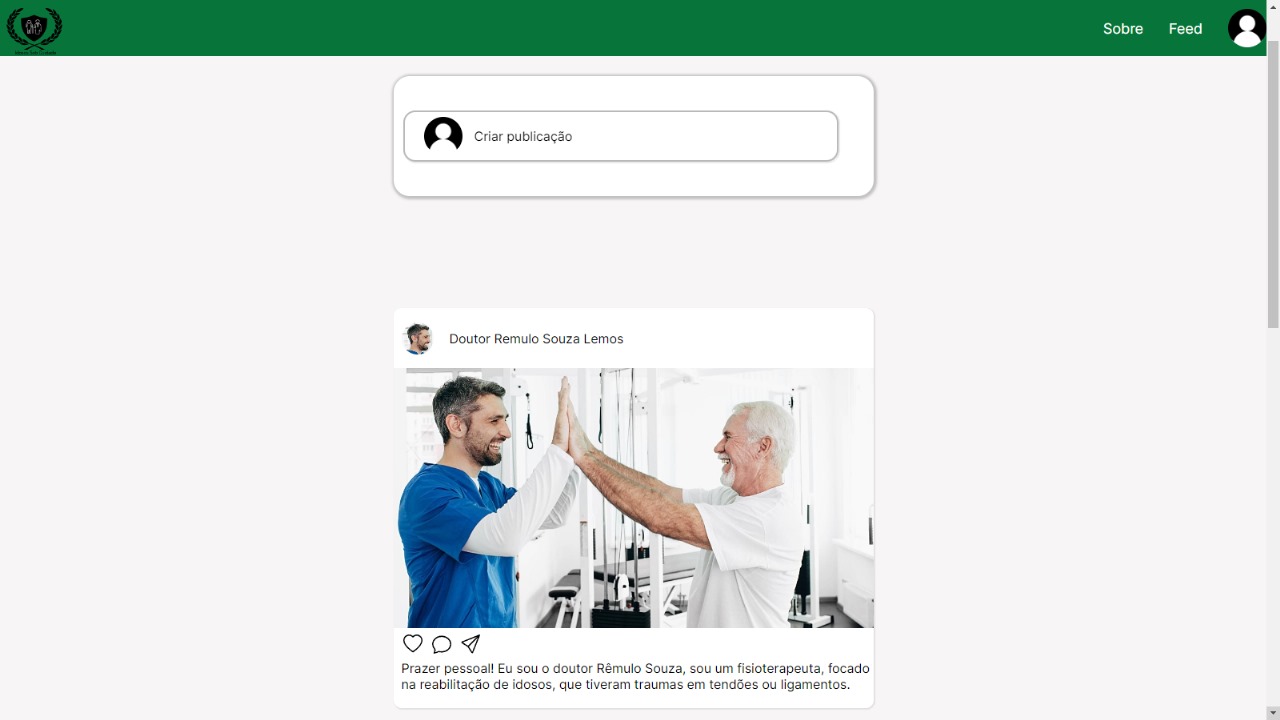 Sobre
Feed
Criar publicação
Doutor Remulo Souza Lemos
Prazer pessoal! Eu sou o doutor Rêmulo Souza, sou um fisioterapeuta, focado
na reabilitação de idosos, que tiveram traumas em tendões ou ligamentos.